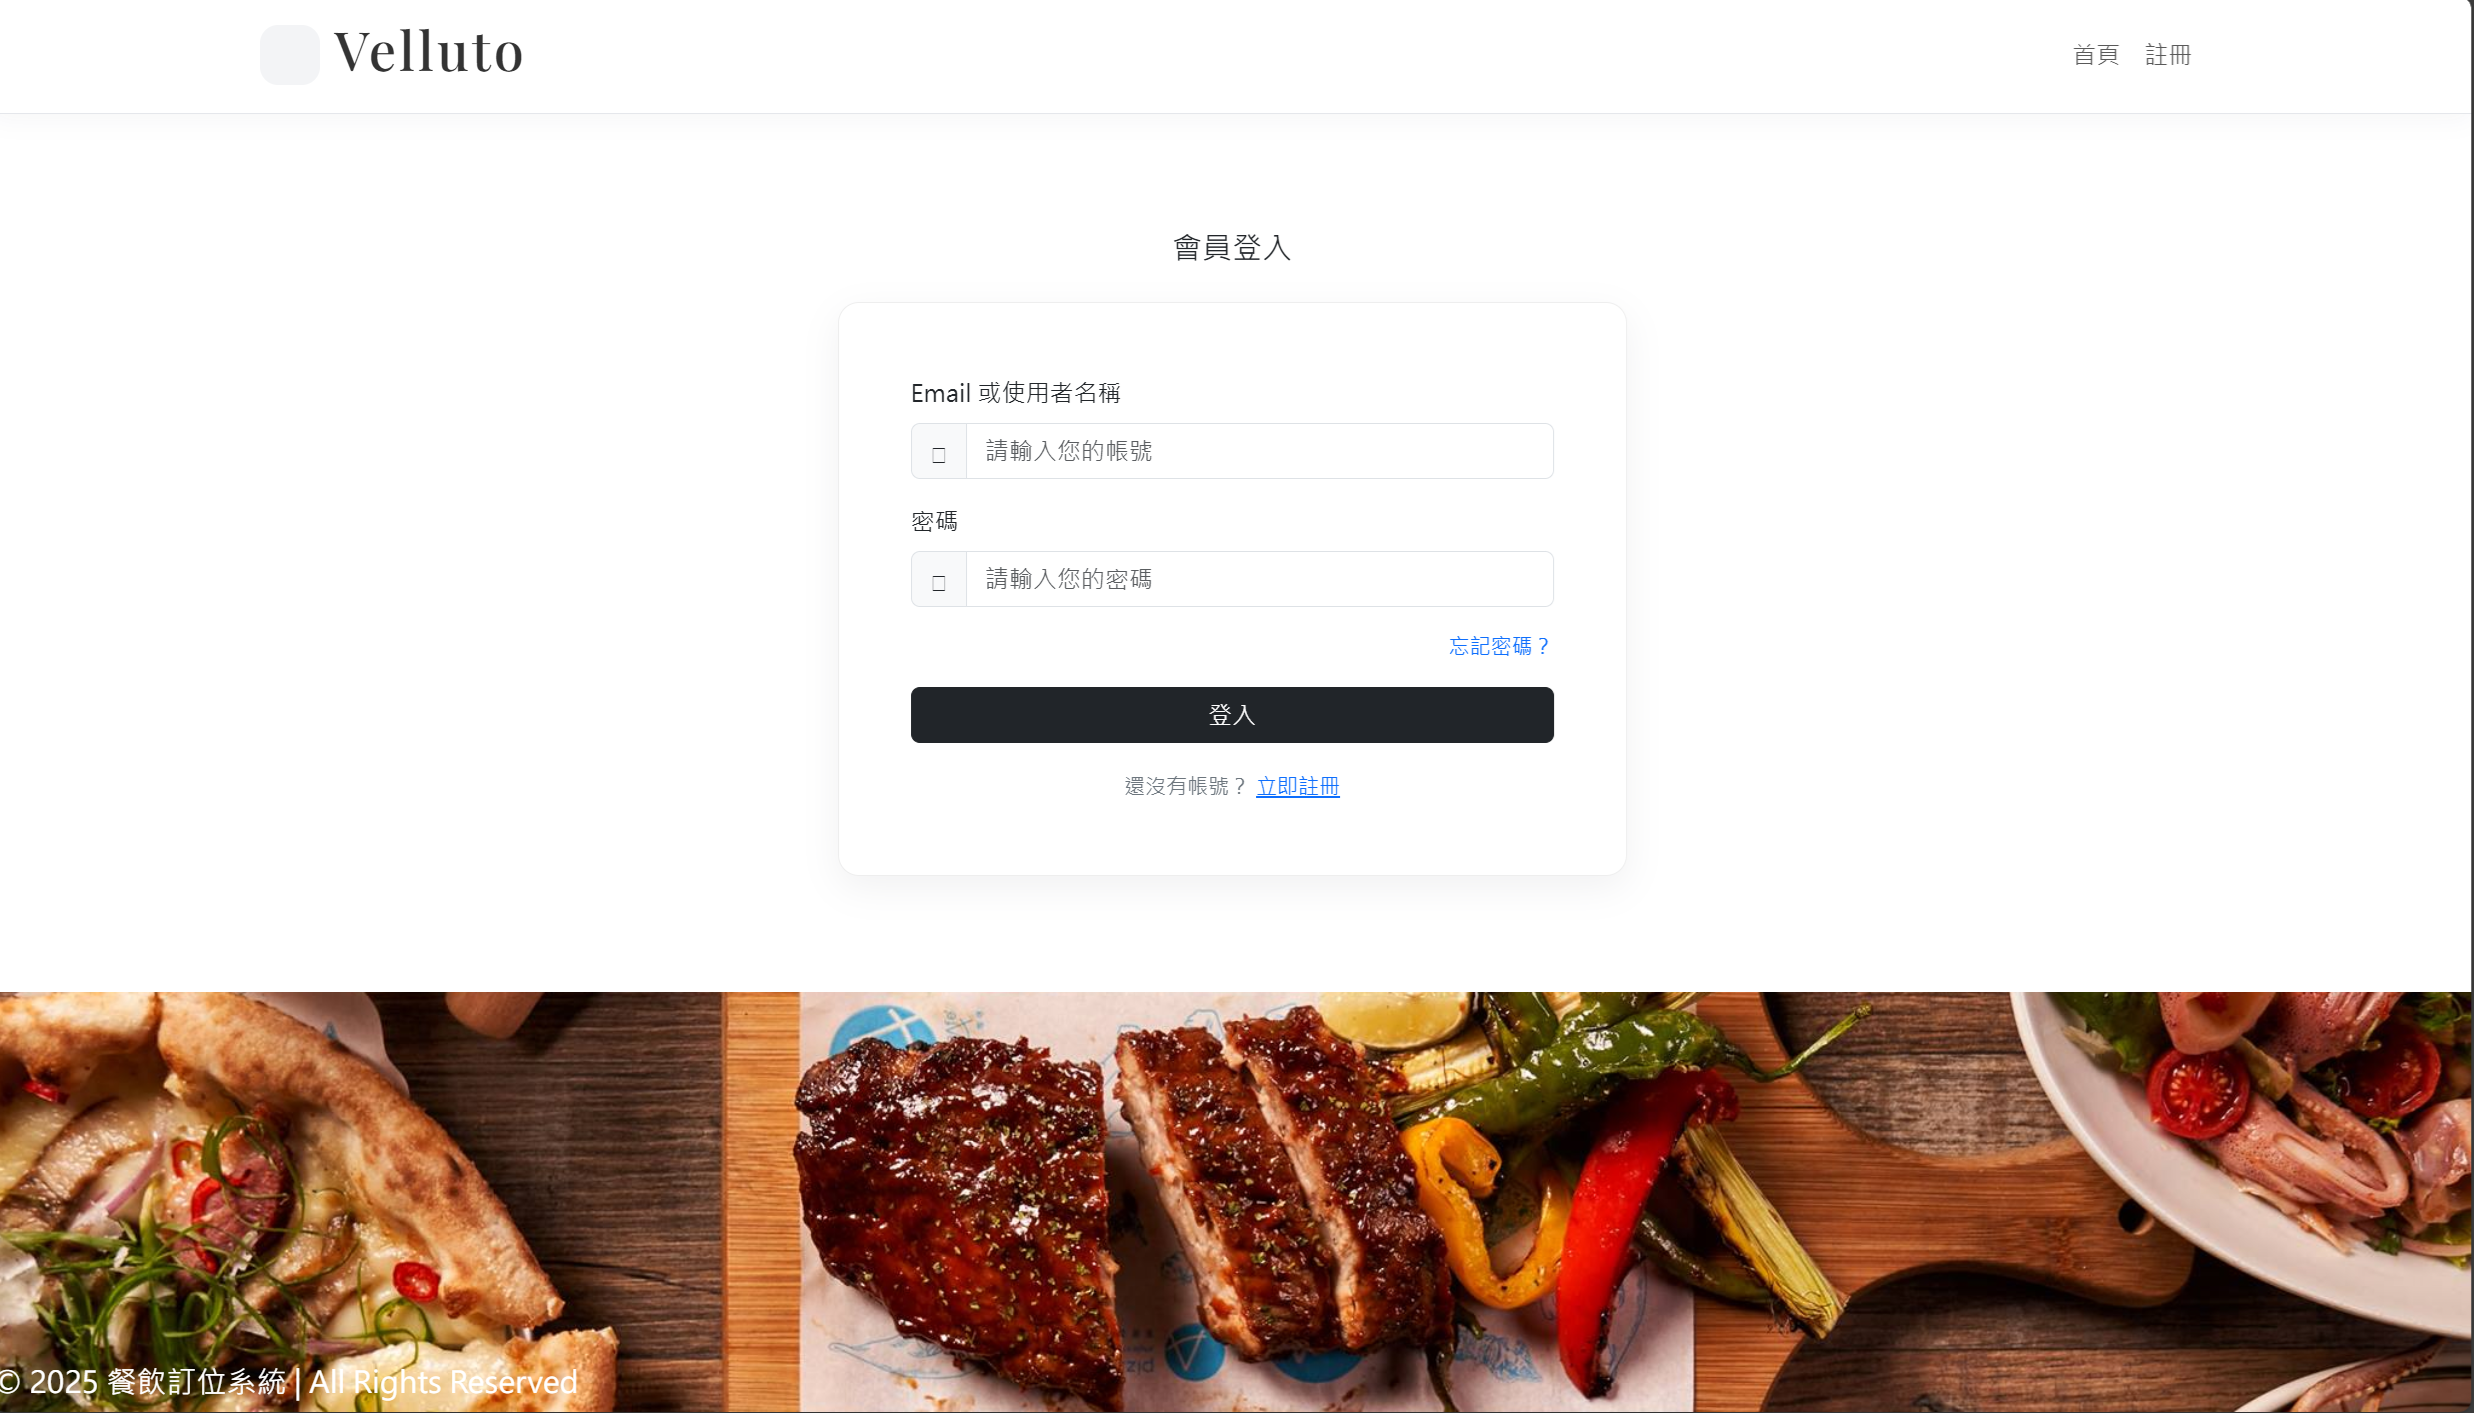 Velluto
首頁 註冊
會員登入
Email 或使用者名稱
請輸入您的帳號
密碼
請輸入您的密碼
忘記密碼？
登入
還沒有帳號？ 立即註冊
© 2025 餐飲訂位系統 | All Rights Reserved